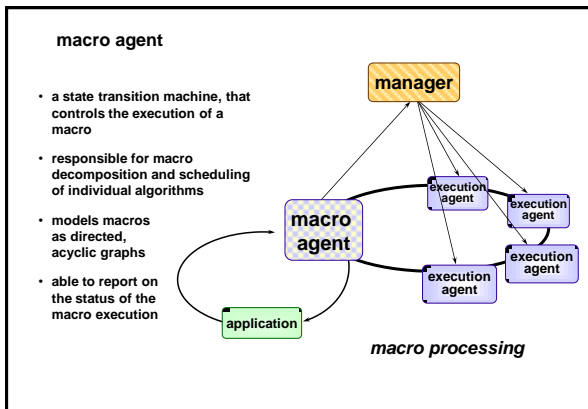 macro agent
• a state transition machine, that
controls the execution of a
macro
• responsible for macro
decomposition and scheduling
of individual algorithms
• models macros
as directed,
acyclic graphs
• able to report on
the status of the
macro execution
manager
macro
agent
execution
agent
execution
agent
execution
agent
execution
agent
application
macro processing